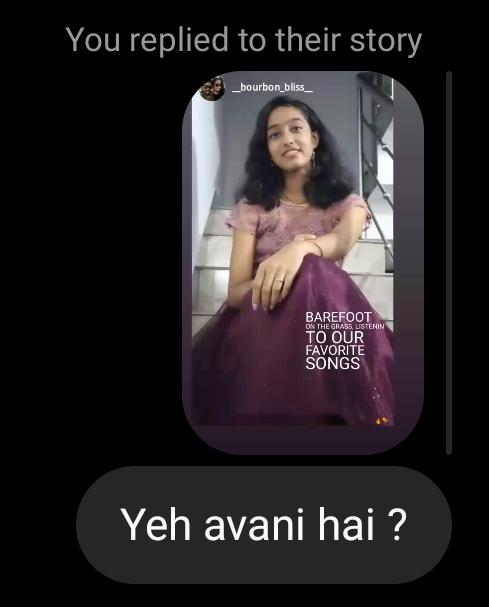 You replied to their story
__bourbon_bliss__
BAREFOOT
ON THE GRASS, LISTENIN'
TO OUR
FAVORITE
SONGS
Yeh avani hai ?